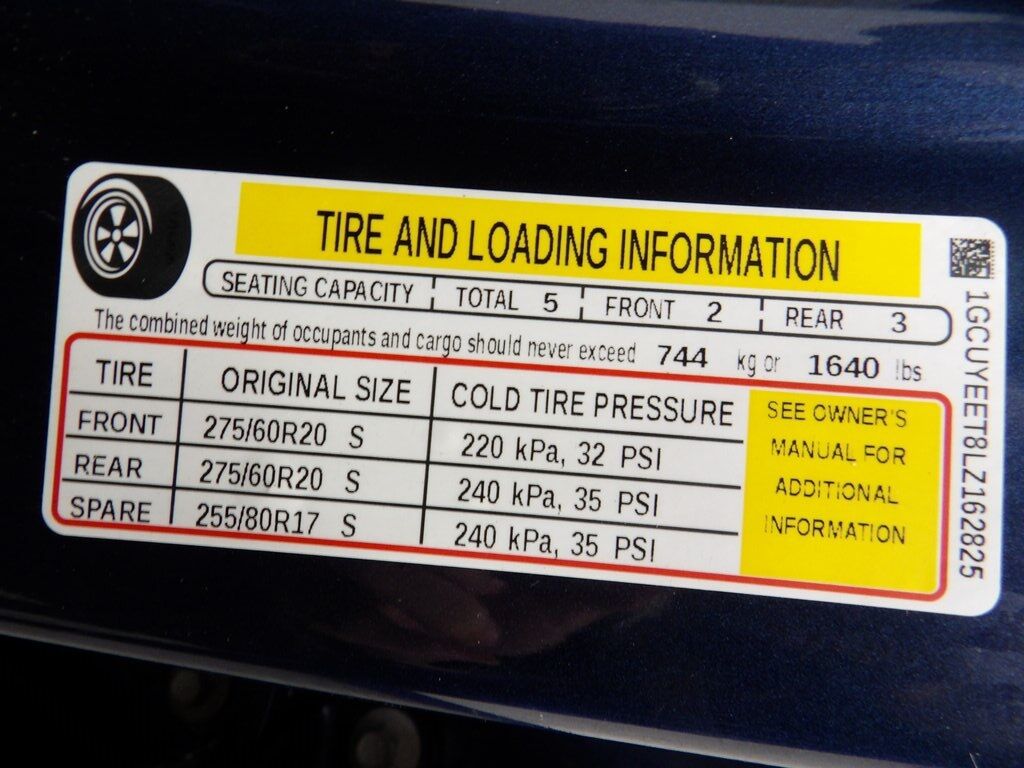 TIRE AND LOADING INFORMATION
SEATING CAPACITY TOTAL 5 FRONT 2 REAR 3
The combined weight of occupants and cargo should never exceed 744 kg or 1640 lbs
TIRE ORIGINAL SIZE COLD TIRE PRESSURE
FRONT 275/60R20 S 220 kPa, 32 PSI
REAR 275/60R20 S 240 kPa, 35 PSI
SPARE 255/80R17 S 240 kPa, 35 PSI
SEE OWNER'S
MANUAL FOR
ADDITIONAL
INFORMATION
1GCUYEET8LZ162825